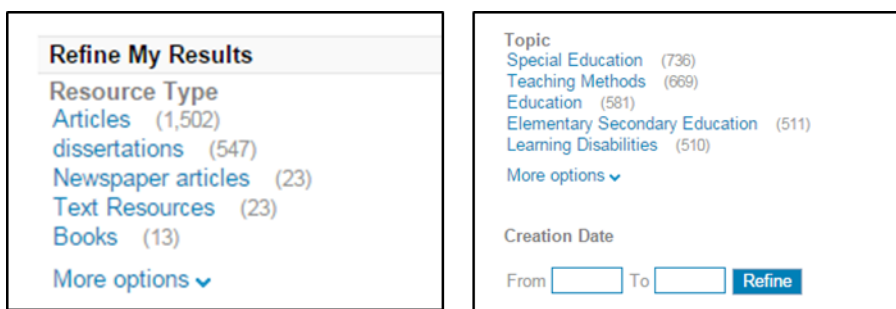 Refine My Results
Resource Type
Articles (1,502)
dissertations (547)
Newspaper articles (23)
Text Resources (23)
Books (13)
More options
Topic
Special Education (736)
Teaching Methods (669)
Education (581)
Elementary Secondary Education (511)
Learning Disabilities (510)
More options
Creation Date
From To Refine